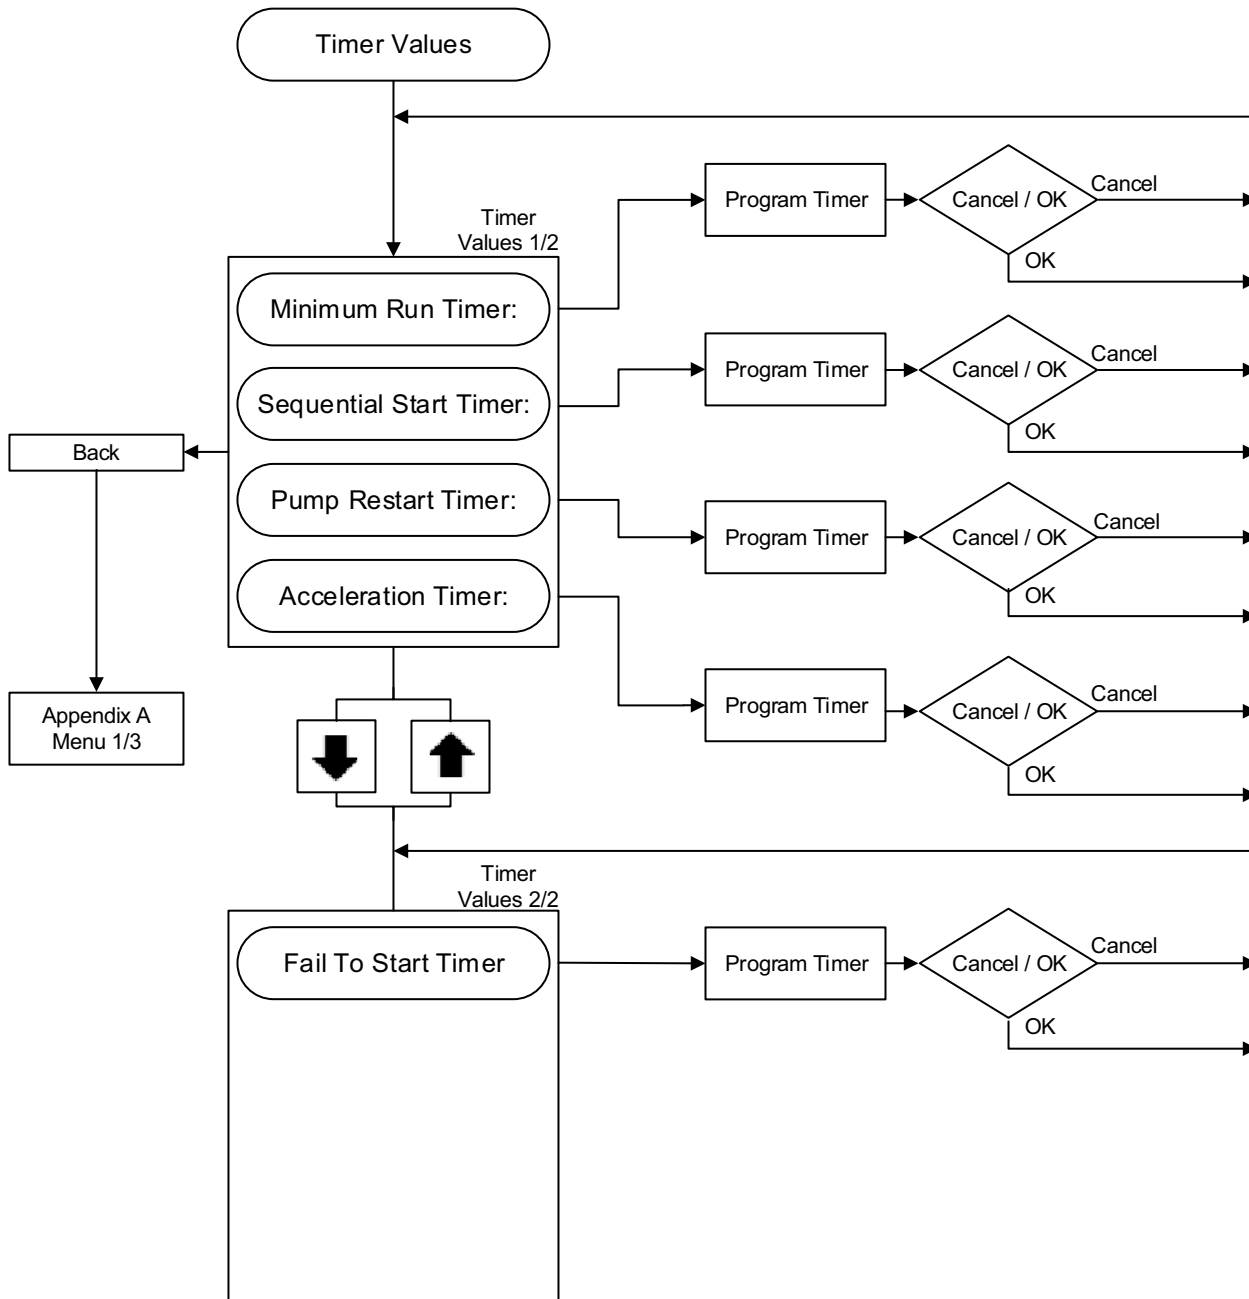 Timer Values
Timer
Values 1/2
Minimum Run Timer:
Program Timer
Cancel / OK
Cancel
OK
Sequential Start Timer:
Program Timer
Cancel / OK
Cancel
OK
Back
Pump Restart Timer:
Program Timer
Cancel / OK
Cancel
OK
Acceleration Timer:
Program Timer
Cancel / OK
Cancel
OK
Appendix A
Menu 1/3
Timer
Values 2/2
Fail To Start Timer
Program Timer
Cancel / OK
Cancel
OK